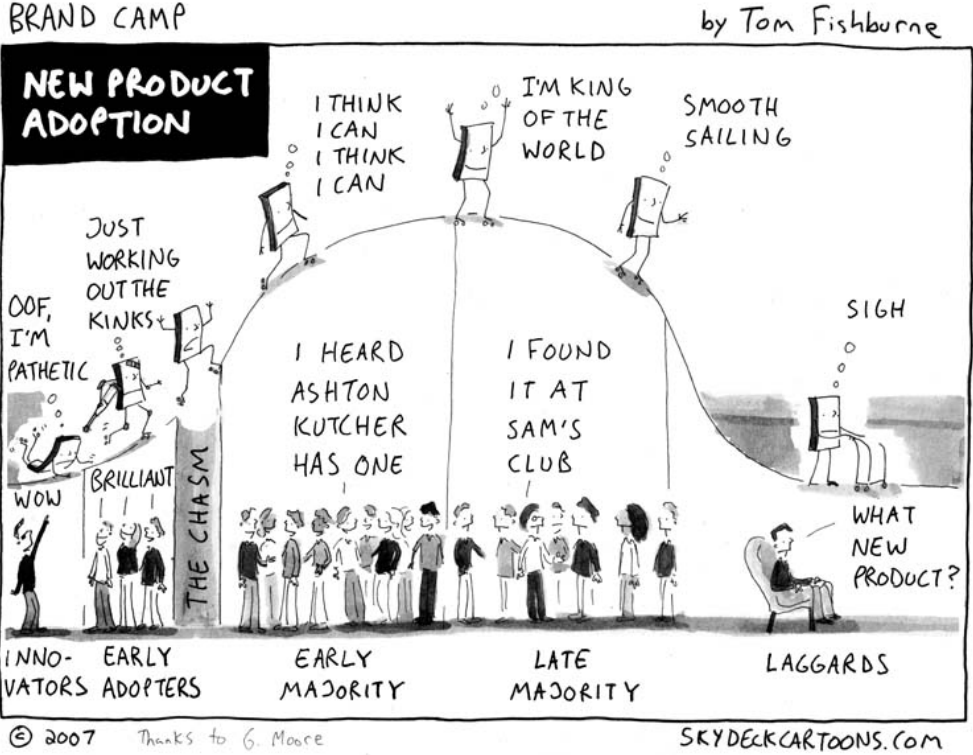 BRAND CAMP
by Tom Fishburne
NEW PRODUCT
ADOPTION
OOF,
I'M
PATHETIC
JUST
WORKING
OUT THE
KINKS
I THINK
I CAN
I THINK
I CAN
I'M KING
OF THE
WORLD
SMOOTH
SAILING
SIGH
WOW
BRILLIANT
THE CHASM
I HEARD
ASHTON
KUTCHER
HAS ONE
I FOUND
IT AT
SAM'S
CLUB
WHAT
NEW
PRODUCT?
INNO-
VATORS
EARLY
ADOPTERS
EARLY
MAJORITY
LATE
MAJORITY
LAGGARDS
© 2007
Thanks to G. Moore
SKYDECKCARTOONS.COM